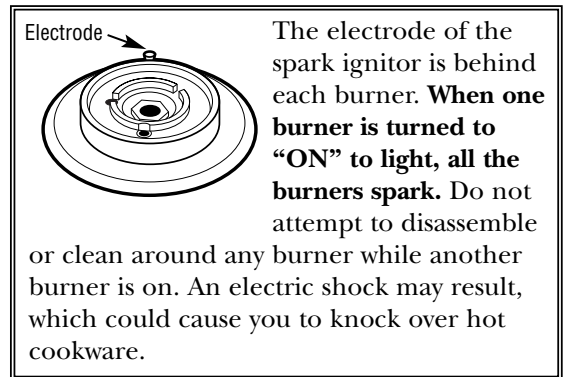 Electrode
The electrode of the
spark ignitor is behind
each burner. When one
burner is turned to
“ON” to light, all the
burners spark. Do not
attempt to disassemble
or clean around any burner while another
burner is on. An electric shock may result,
which could cause you to knock over hot
cookware.